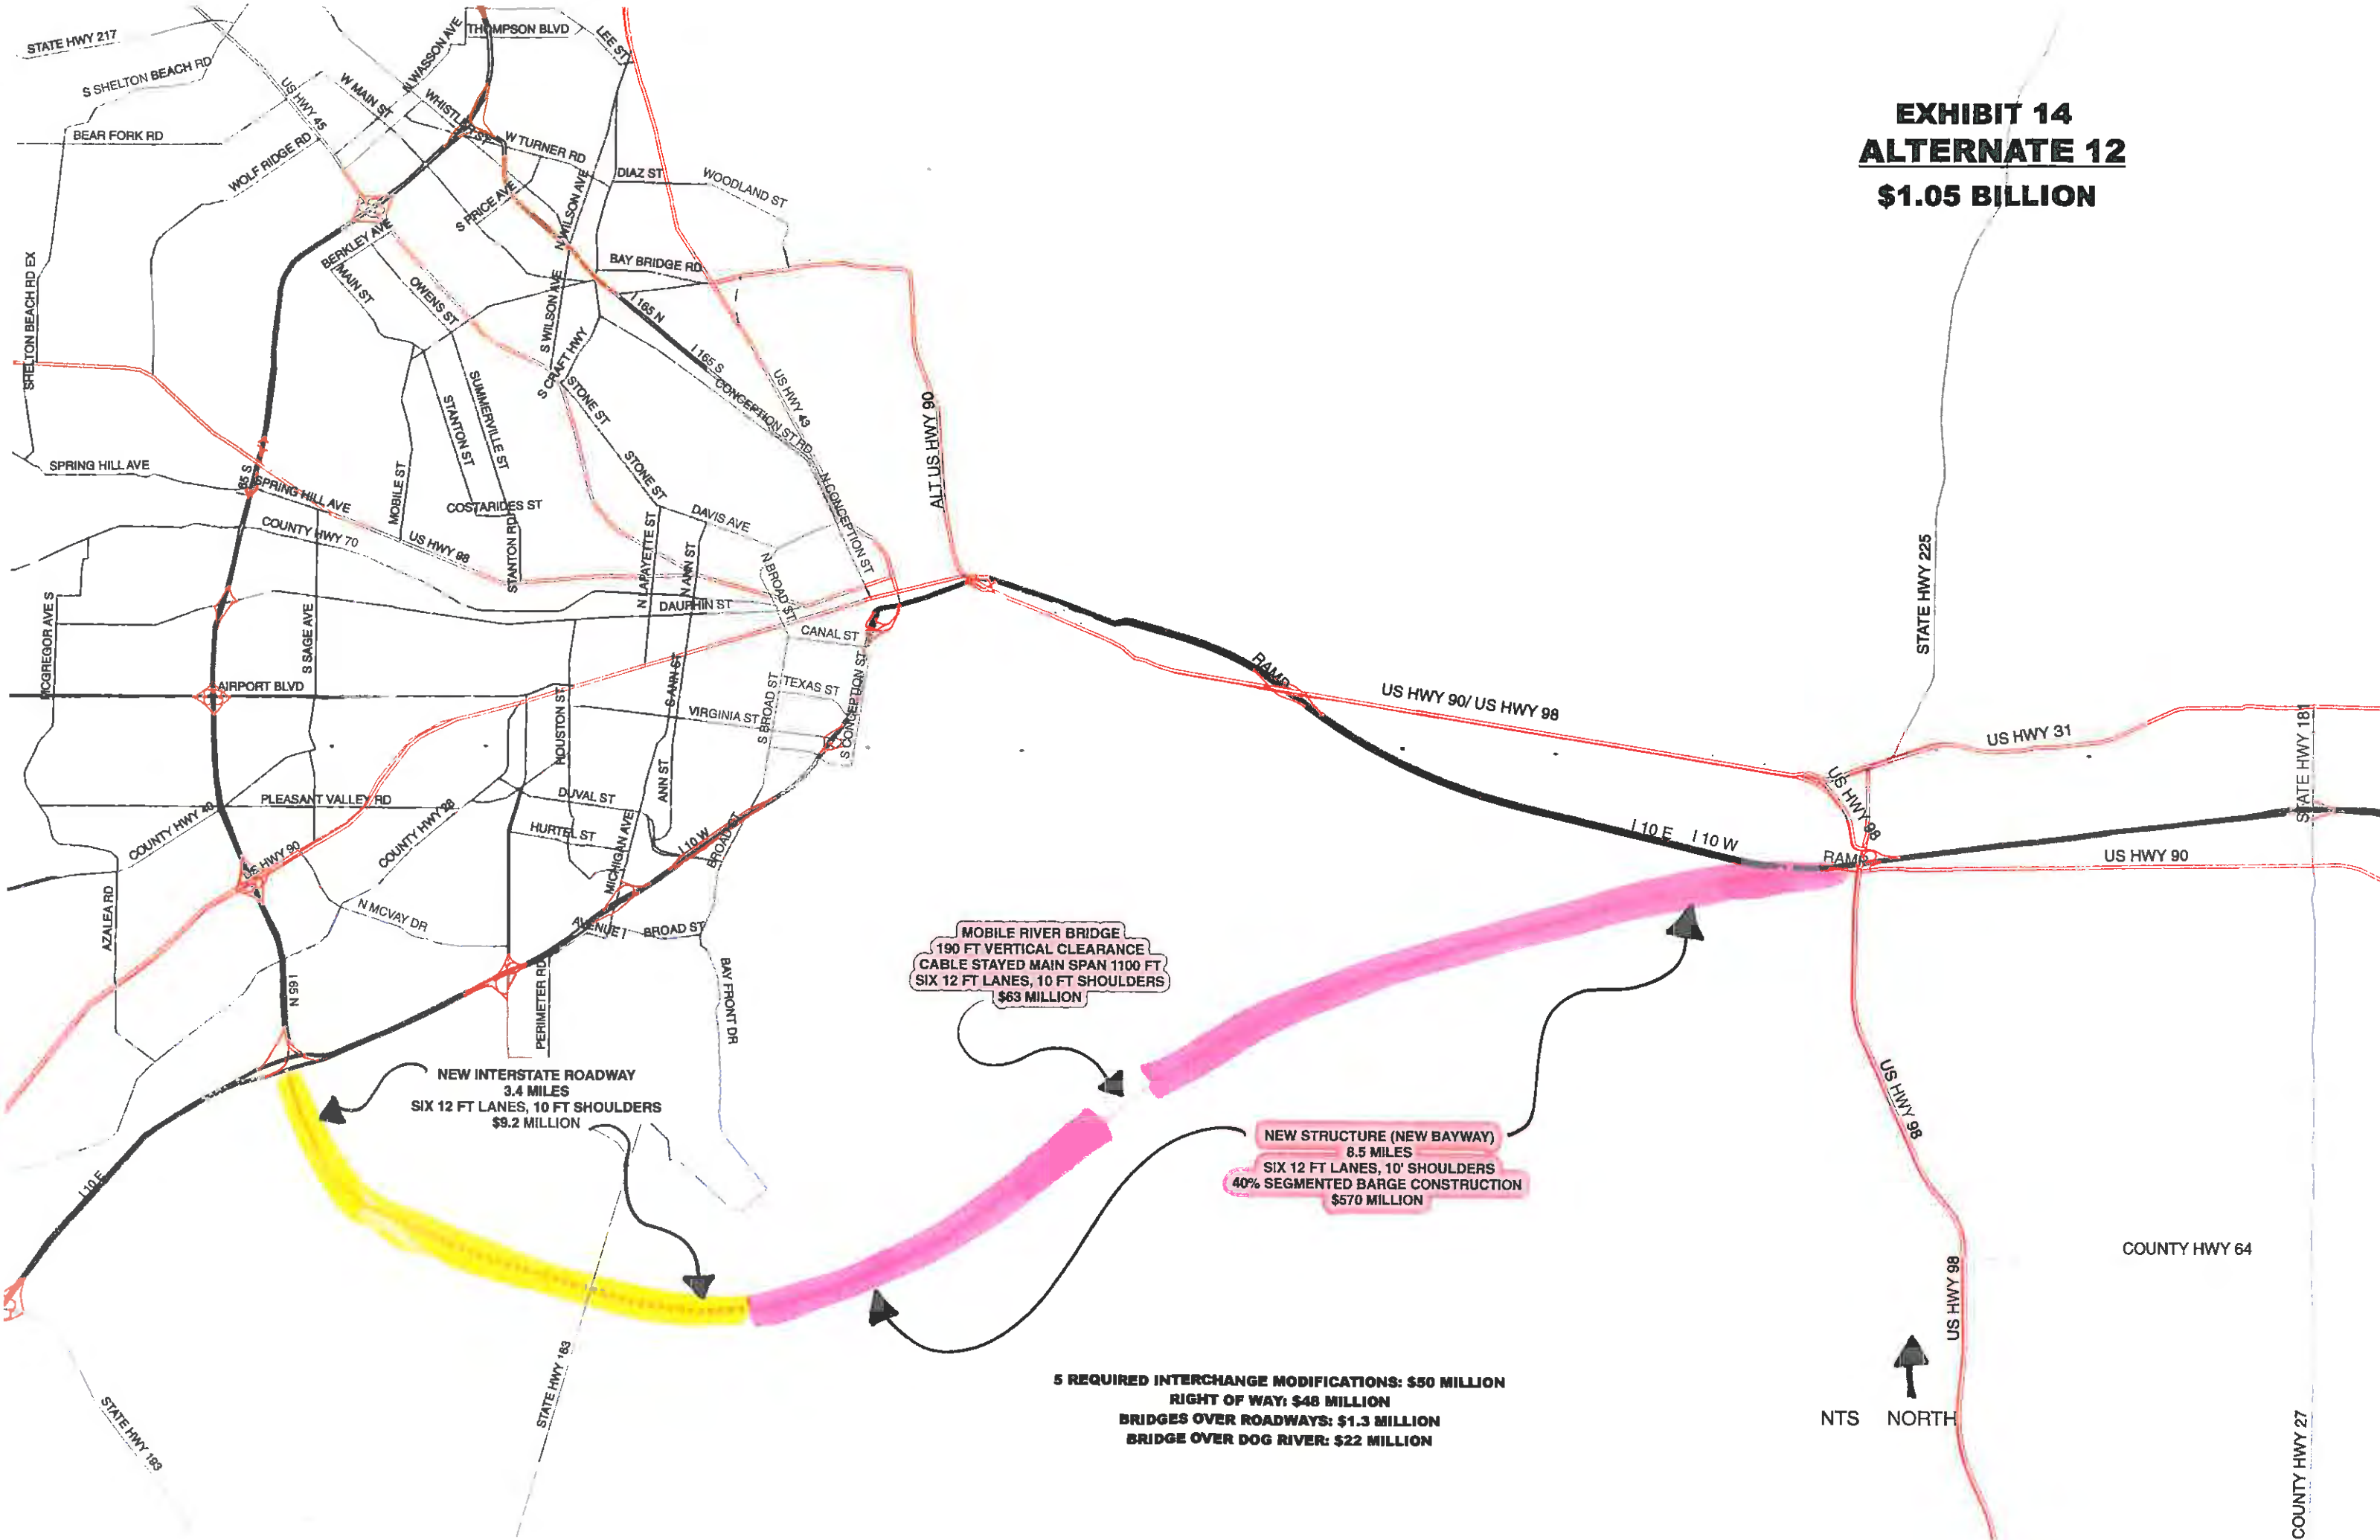 EXHIBIT 14
ALTERNATE 12
$1.05 BILLION
STATE HWY 217
S SHELTON BEACH RD
BEAR FORK RD
WOLF RIDGE RD
US HWY 45
W MAIN ST
N WASSON AVE
THOMPSON BLVD
LEE ST
WHISTLER ST
W TURNER RD
DIAZ ST
WOODLAND ST
S PRICE AVE
N WILSON AVE
BERKLEY AVE
MAIN ST
OWENS ST
BAY BRIDGE RD
S WILSON AVE
I 165 N
S CRAFT HWY
I 165 S
US HWY 43
SHELTON BEACH RD EX
CONCEPTION ST RD
STONE ST
SUMMERVILLE ST
STANTON ST
ALT US HWY 90
SPRING HILL AVE
65 S
SPRING HILL AVE
MOBILE ST
COSTARIDES ST
STONE ST
N CONCEPTION ST
COUNTY HWY 70
US HWY 98
STANTON RD
DAVIS AVE
N LAFAYETTE ST
N ANN ST
N BROAD ST
DAUPHIN ST
CANAL ST
MCGREGOR AVE S
S SAGE AVE
AIRPORT BLVD
HOUSTON ST
S ANN ST
VIRGINIA ST
S BROAD ST
TEXAS ST
S CONCEPTION ST
RAMP
US HWY 90/ US HWY 98
STATE HWY 225
US HWY 31
STATE HWY 181
US HWY 98
I 10 E
I 10 W
RAMP
US HWY 90
PLEASANT VALLEY RD
COUNTY HWY 40
COUNTY HWY 28
DUVAL ST
ANN ST
HURTEL ST
MICHIGAN AVE
I 10 W
BROAD ST
US HWY 90
AZALEA RD
N MCVAY DR
AVENUE I
BROAD ST
I 65 N
PERIMETER RD
BAY FRONT DR
MOBILE RIVER BRIDGE
190 FT VERTICAL CLEARANCE
CABLE STAYED MAIN SPAN 1100 FT
SIX 12 FT LANES, 10 FT SHOULDERS
$63 MILLION
NEW INTERSTATE ROADWAY
3.4 MILES
SIX 12 FT LANES, 10 FT SHOULDERS
$9.2 MILLION
NEW STRUCTURE (NEW BAYWAY)
8.5 MILES
SIX 12 FT LANES, 10' SHOULDERS
40% SEGMENTED BARGE CONSTRUCTION
$570 MILLION
US HWY 98
I 10 E
COUNTY HWY 64
US HWY 98
STATE HWY 163
STATE HWY 193
5 REQUIRED INTERCHANGE MODIFICATIONS: $50 MILLION
RIGHT OF WAY: $48 MILLION
BRIDGES OVER ROADWAYS: $1.3 MILLION
BRIDGE OVER DOG RIVER: $22 MILLION
NTS NORTH
COUNTY HWY 27